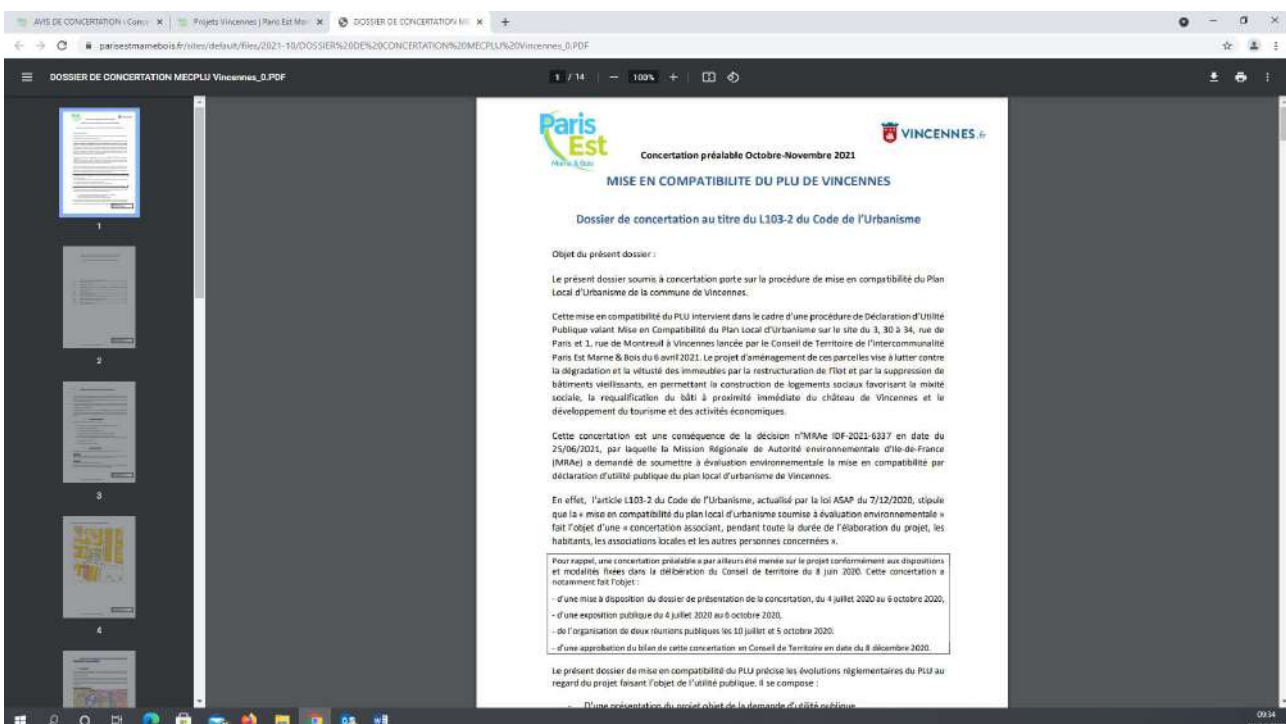 AVIS DE CONCERTATION : Comm
Projets Vincennes | Paris Est Mar
DOSSIER DE CONCERTATION ME
parisestmarnebois.fr/sites/default/files/2021-10/DOSSIER%20DE%20CONCERTATION%20MECPLU%20Vincennes_0.PDF
DOSSIER DE CONCERTATION MECPLU Vincennes_0.PDF
1 / 14
100%
1
2
3
4
Paris
Est
Marne & Bois
VINCENNES.fr
Concertation préalable Octobre-Novembre 2021
MISE EN COMPATIBILITE DU PLU DE VINCENNES
Dossier de concertation au titre du L103-2 du Code de l'Urbanisme
Objet du présent dossier :
Le présent dossier soumis à concertation porte sur la procédure de mise en compatibilité du Plan
Local d'Urbanisme de la commune de Vincennes.
Cette mise en compatibilité du PLU intervient dans le cadre d'une procédure de Déclaration d'Utilité
Publique valant Mise en Compatibilité du Plan Local d'Urbanisme sur le site du 3, 30 à 34, rue de
Paris et 1, rue de Montreuil à Vincennes lancée par le Conseil de Territoire de l'Intercommunalité
Paris Est Marne & Bois du 6 avril 2021. Le projet d'aménagement de ces parcelles vise à lutter contre
la dégradation et la vétusté des immeubles par la restructuration de l'îlot et par la suppression de
bâtiments vieillissants, en permettant la construction de logements sociaux favorisant la mixité
sociale, la requalification du bâti à proximité immédiate du château de Vincennes et le
développement du tourisme et des activités économiques.
Cette concertation est une conséquence de la décision n°MRAe IDF-2021-6337 en date du
25/06/2021, par laquelle la Mission Régionale de Autorité environnementale d'Ile-de-France
(MRAe) a demandé de soumettre à évaluation environnementale la mise en compatibilité par
déclaration d'utilité publique du plan local d'urbanisme de Vincennes.
En effet, l'article L103-2 du Code de l'Urbanisme, actualisé par la loi ASAP du 7/12/2020, stipule
que la « mise en compatibilité du plan local d'urbanisme soumise à évaluation environnementale »
fait l'objet d'une « concertation associant, pendant toute la durée de l'élaboration du projet, les
habitants, les associations locales et les autres personnes concernées ».
Pour rappel, une concertation préalable a par ailleurs été menée sur le projet conformément aux dispositions
et modalités fixées dans la délibération du Conseil de territoire du 8 juin 2020. Cette concertation a
notamment fait l'objet :
- d'une mise à disposition du dossier de présentation de la concertation, du 4 juillet 2020 au 6 octobre 2020,
- d'une exposition publique du 4 juillet 2020 au 6 octobre 2020,
- de l'organisation de deux réunions publiques les 10 juillet et 5 octobre 2020.
- d'une approbation du bilan de cette concertation en Conseil de Territoire en date du 8 décembre 2020.
Le présent dossier de mise en compatibilité du PLU précise les évolutions réglementaires du PLU au
regard du projet faisant l'objet de l'utilité publique. Il se compose :
- D'une présentation du projet objet de la demande d'utilité publique
09:34